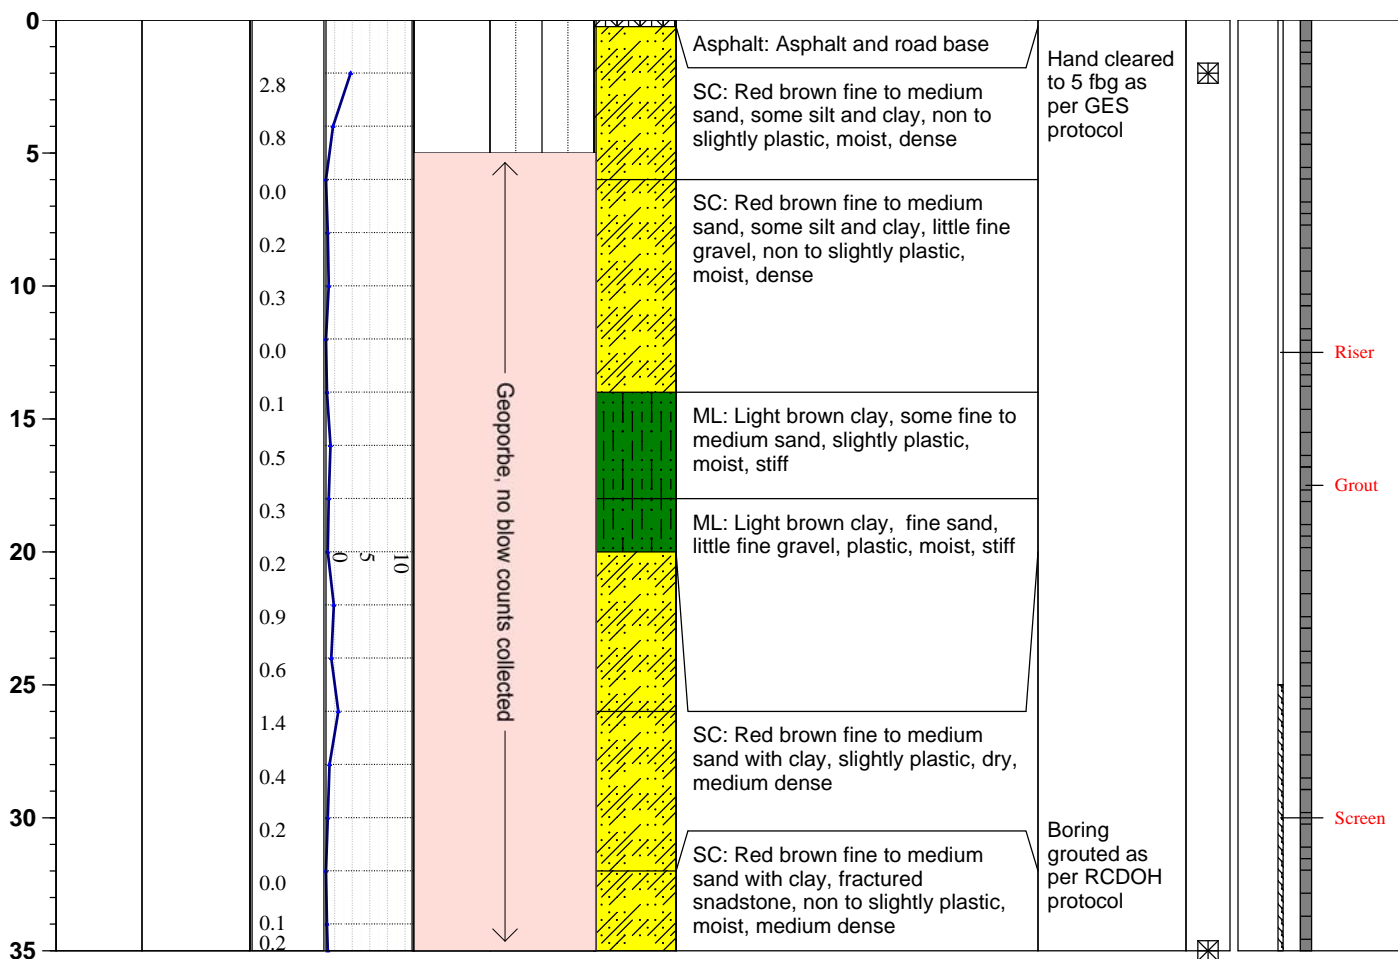 0
5
10
15
20
25
30
35
2.8
0.8
0.0
0.2
0.3
0.0
0.1
0.5
0.3
0.2
0.9
0.6
1.4
0.4
0.2
0.0
0.1
0.2
0
5
10
Geoporbe, no blow counts collected
Asphalt: Asphalt and road base
SC: Red brown fine to medium
sand, some silt and clay, non to
slightly plastic, moist, dense
SC: Red brown fine to medium
sand, some silt and clay, little fine
gravel, non to slightly plastic,
moist, dense
ML: Light brown clay, some fine to
medium sand, slightly plastic,
moist, stiff
ML: Light brown clay, fine sand,
little fine gravel, plastic, moist, stiff
SC: Red brown fine to medium
sand with clay, slightly plastic, dry,
medium dense
SC: Red brown fine to medium
sand with clay, fractured
snadstone, non to slightly plastic,
moist, medium dense
Hand cleared
to 5 fbg as
per GES
protocol
Boring
grouted as
per RCDOH
protocol
Riser
Grout
Screen